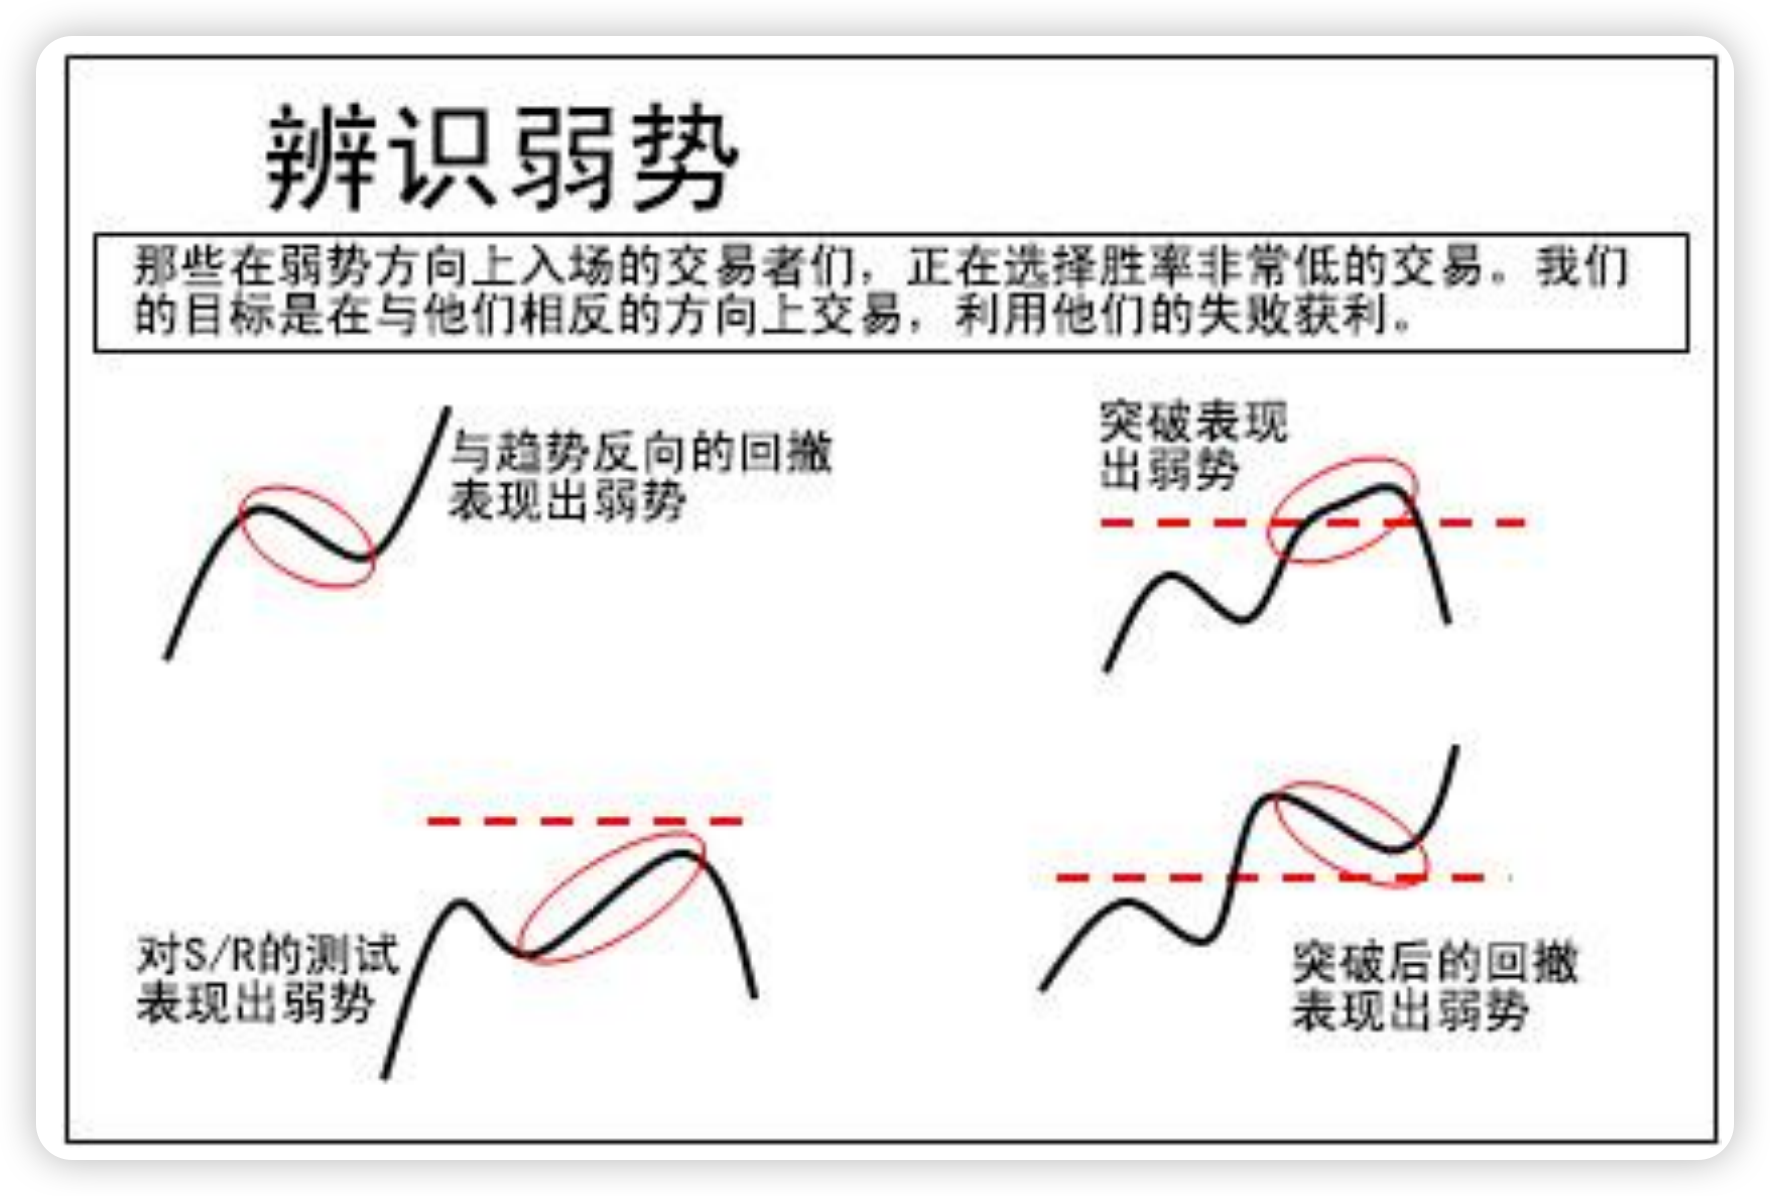 辨识弱势
那些在弱势方向上入场的交易者们，正在选择胜率非常低的交易。我们
的目标是在与他们相反的方向上交易，利用他们的失败获利。
与趋势反向的回撤
表现出弱势
突破表现
出弱势
对S/R的测试
表现出弱势
突破后的回撤
表现出弱势